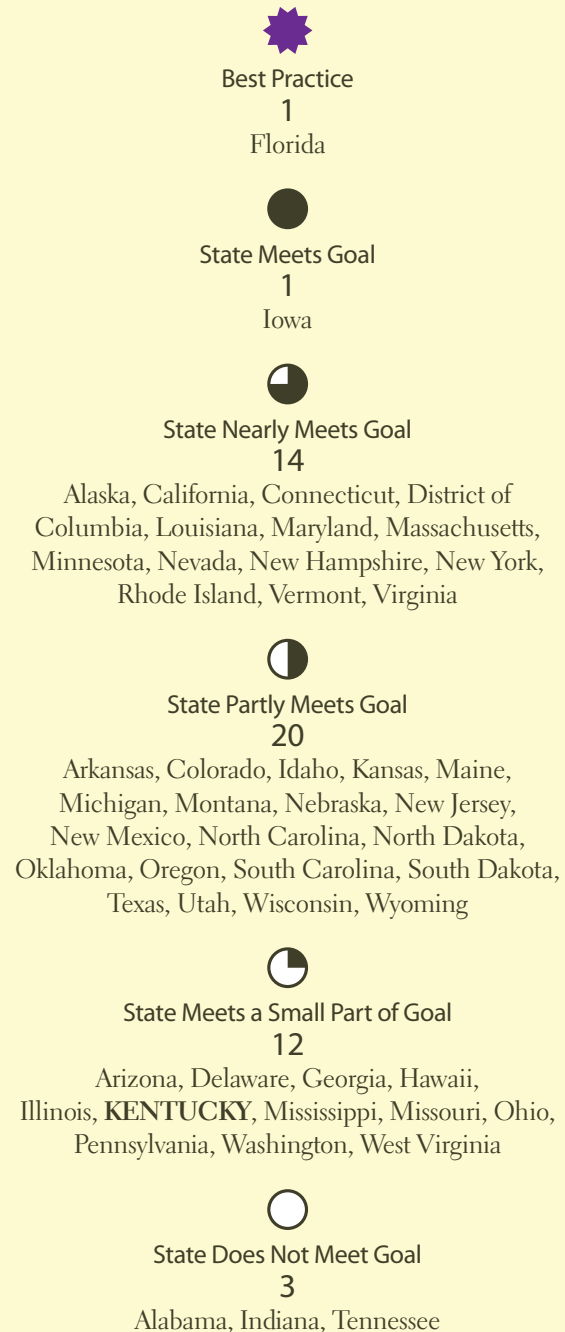 Best Practice
1
Florida
State Meets Goal
1
Iowa
State Nearly Meets Goal
14
Alaska, California, Connecticut, District of
Columbia, Louisiana, Maryland, Massachusetts,
Minnesota, Nevada, New Hampshire, New York,
Rhode Island, Vermont, Virginia
State Partly Meets Goal
20
Arkansas, Colorado, Idaho, Kansas, Maine,
Michigan, Montana, Nebraska, New Jersey,
New Mexico, North Carolina, North Dakota,
Oklahoma, Oregon, South Carolina, South Dakota,
Texas, Utah, Wisconsin, Wyoming
State Meets a Small Part of Goal
12
Arizona, Delaware, Georgia, Hawaii,
Illinois, KENTUCKY, Mississippi, Missouri, Ohio,
Pennsylvania, Washington, West Virginia
State Does Not Meet Goal
3
Alabama, Indiana, Tennessee